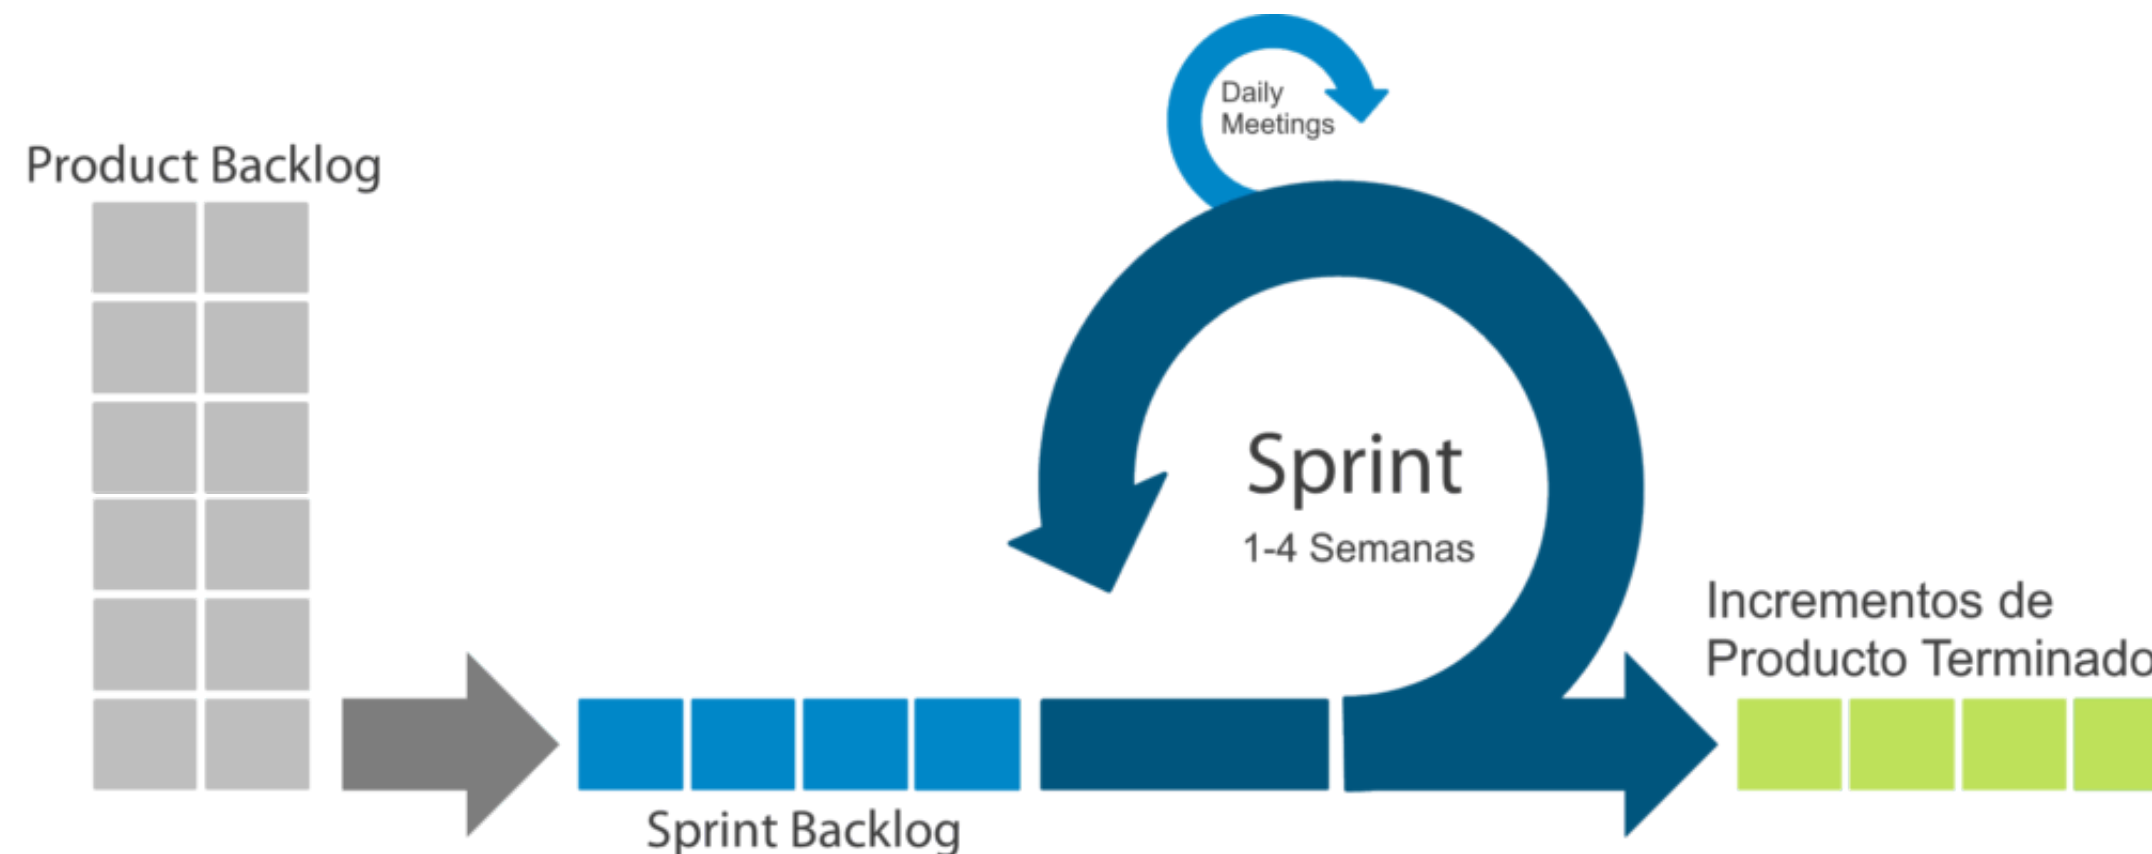 Product Backlog
Daily
Meetings
Sprint
1-4 Semanas
Incrementos de
Producto Terminado
Sprint Backlog